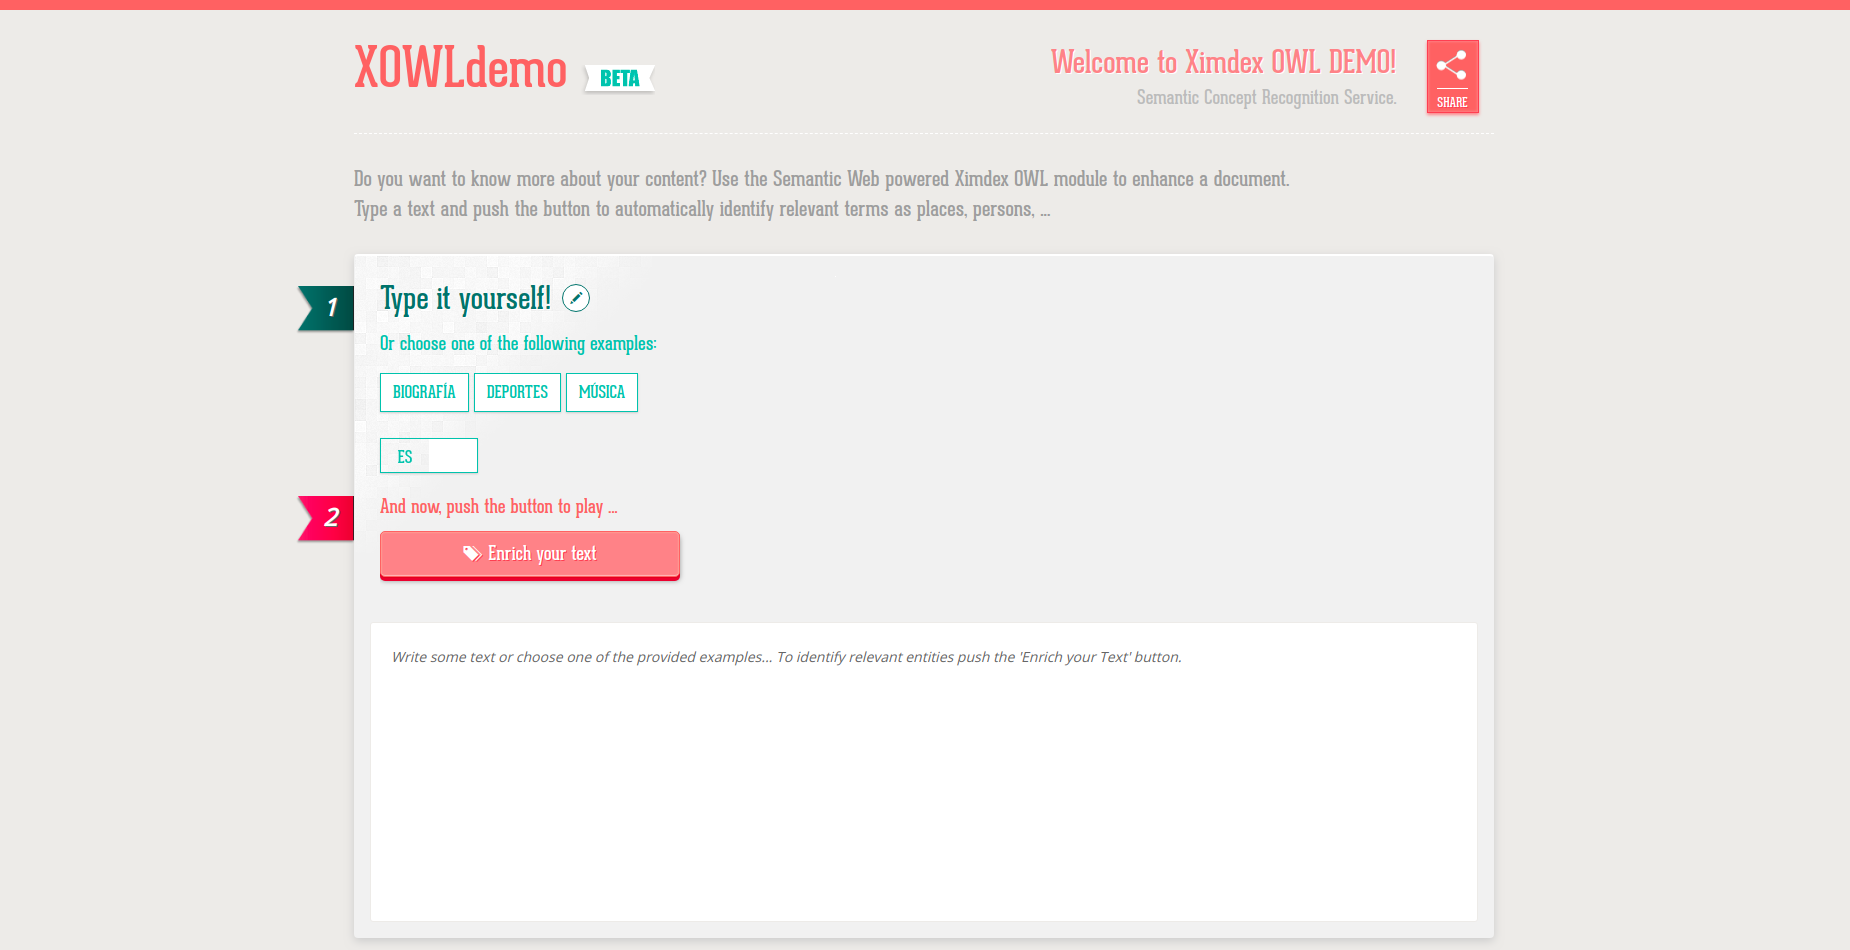 XOWLdemo BETA
Welcome to Ximdex OWL DEMO!
Semantic Concept Recognition Service.
SHARE
Do you want to know more about your content? Use the Semantic Web powered Ximdex OWL module to enhance a document.
Type a text and push the button to automatically identify relevant terms as places, persons, ...
1
Type it yourself!
Or choose one of the following examples:
BIOGRAFÍA DEPORTES MÚSICA
ES
2
And now, push the button to play ...
Enrich your text
Write some text or choose one of the provided examples... To identify relevant entities push the 'Enrich your Text' button.